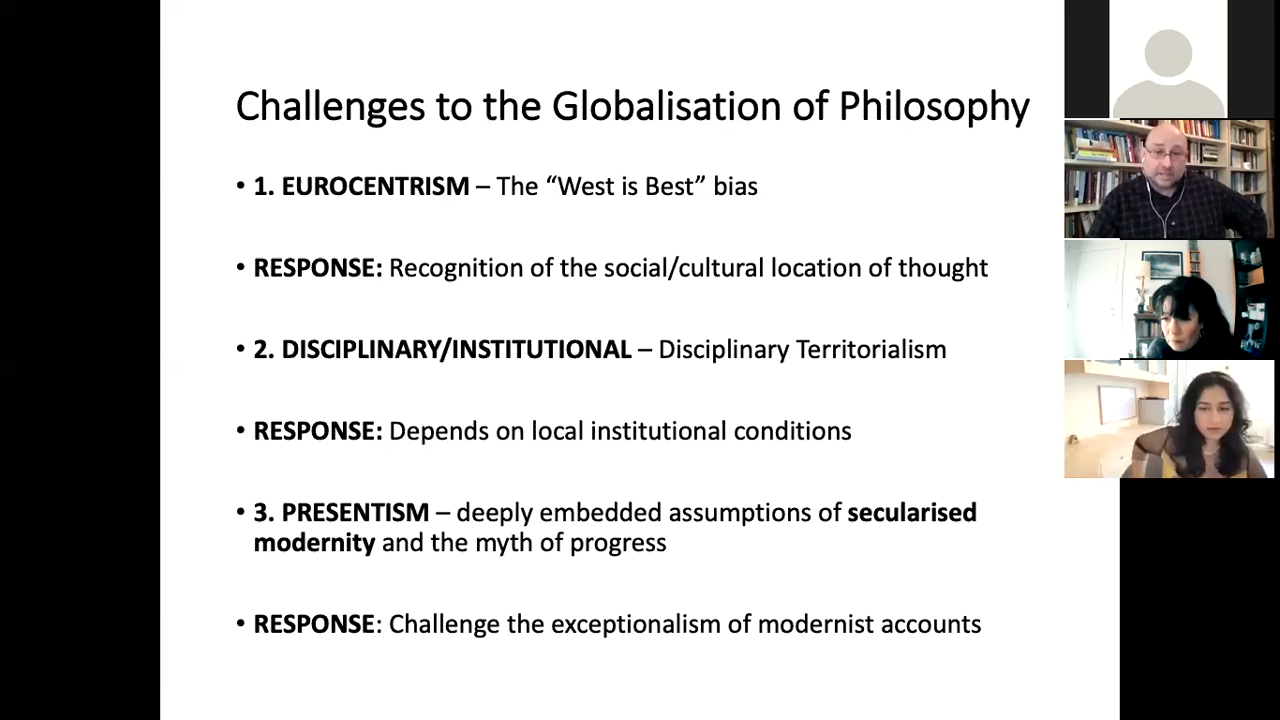 Challenges to the Globalisation of Philosophy
• 1. EUROCENTRISM – The “West is Best” bias
• RESPONSE: Recognition of the social/cultural location of thought
• 2. DISCIPLINARY/INSTITUTIONAL – Disciplinary Territorialism
• RESPONSE: Depends on local institutional conditions
• 3. PRESENTISM – deeply embedded assumptions of secularised
modernity and the myth of progress
• RESPONSE: Challenge the exceptionalism of modernist accounts